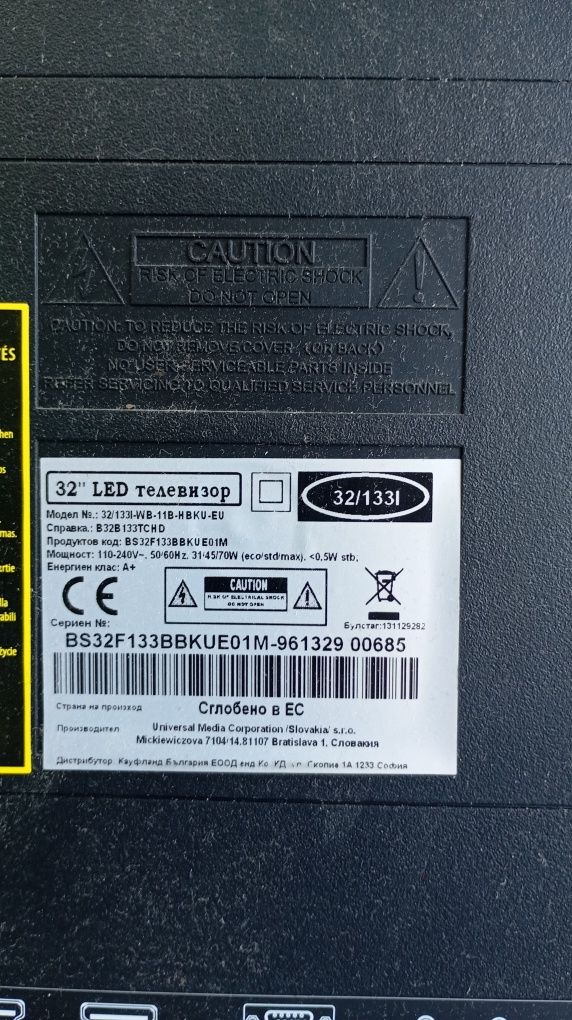 CAUTION
RISK OF ELECTRIC SHOCK
DO NOT OPEN
CAUTION: TO REDUCE THE RISK OF ELECTRIC SHOCK,
DO NOT REMOVE COVER / (OR BACK)
NO USER-SERVICEABLE PARTS INSIDE
REFER SERVICING TO QUALIFIED SERVICE PERSONNEL
TÉS
hen
mas.
lla
życie
32" LED телевизор
32/133I
Модел №.: 32/133I-WB-11B-HBKU-EU
Справка.: B32B133TCHD
Продуктов код: BS32F133BBKUE01M
Мощност: 110-240V~, 50/60Hz, 31/45/70W (eco/std/max), <0,5W stb,
Енергиен клас: A+
CE
CAUTION
RISK OF ELECTRICAL SHOCK
DO NOT OPEN
Сериен №:
Булстат:131129282
BS32F133BBKUE01M-961329 00685
Страна на произход
Сглобено в ЕС
Производител
Universal Media Corporation /Slovakia/ s.r.o.
Mickiewiczova 7104/14,81107 Bratislava 1, Словакия
Дистрибутор: Кауфланд България ЕООД енд Ко КД Скопие 1А 1233 София